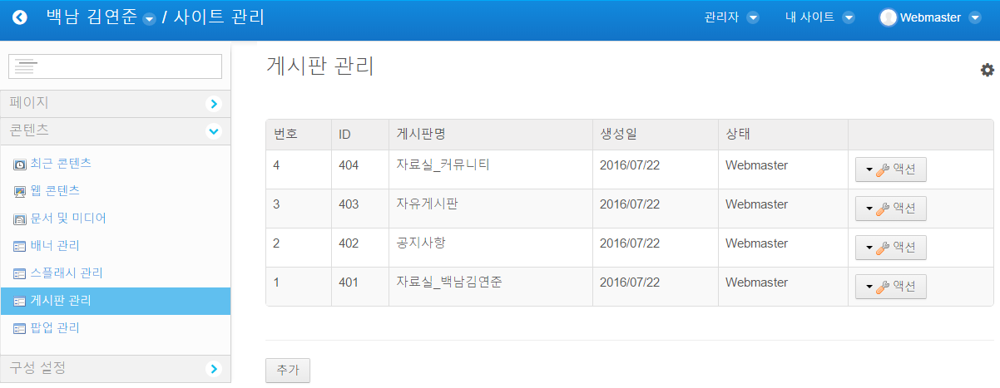 백남 김연준 / 사이트 관리
관리자 내 사이트 Webmaster
페이지
콘텐츠
최근 콘텐츠
웹 콘텐츠
문서 및 미디어
배너 관리
스플래시 관리
게시판 관리
팝업 관리
구성 설정
게시판 관리
번호 ID 게시판명 생성일 상태
4 404 자료실_커뮤니티 2016/07/22 Webmaster 액션
3 403 자유게시판 2016/07/22 Webmaster 액션
2 402 공지사항 2016/07/22 Webmaster 액션
1 401 자료실_백남김연준 2016/07/22 Webmaster 액션
추가